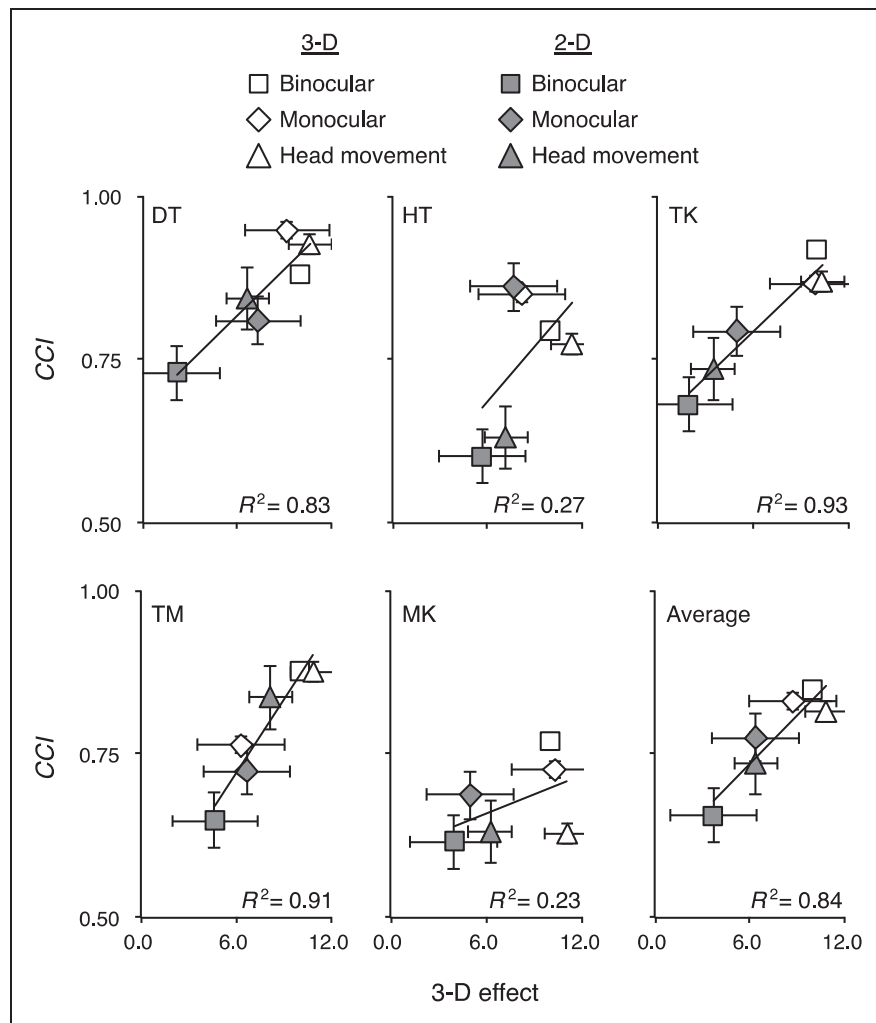 3-D 2-D
Binocular Binocular
Monocular Monocular
Head movement Head movement
1.00 DT HT TK
CCI 0.75
0.50 R² = 0.83 R² = 0.27 R² = 0.93
1.00 TM MK Average
CCI 0.75
0.50 R² = 0.91 R² = 0.23 R² = 0.84
0.0 6.0 12.0 0.0 6.0 12.0 0.0 6.0 12.0
3-D effect